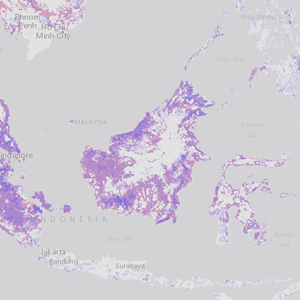 PHILIPPINES
Phnom
Penh
Ho Chi
Minh City
Sulu Sea
MALAYSIA
Celebes
Sea
Singapore
INDONESIA
Java Sea
Banda
Sea
Jakarta
Bandung
Surabaya